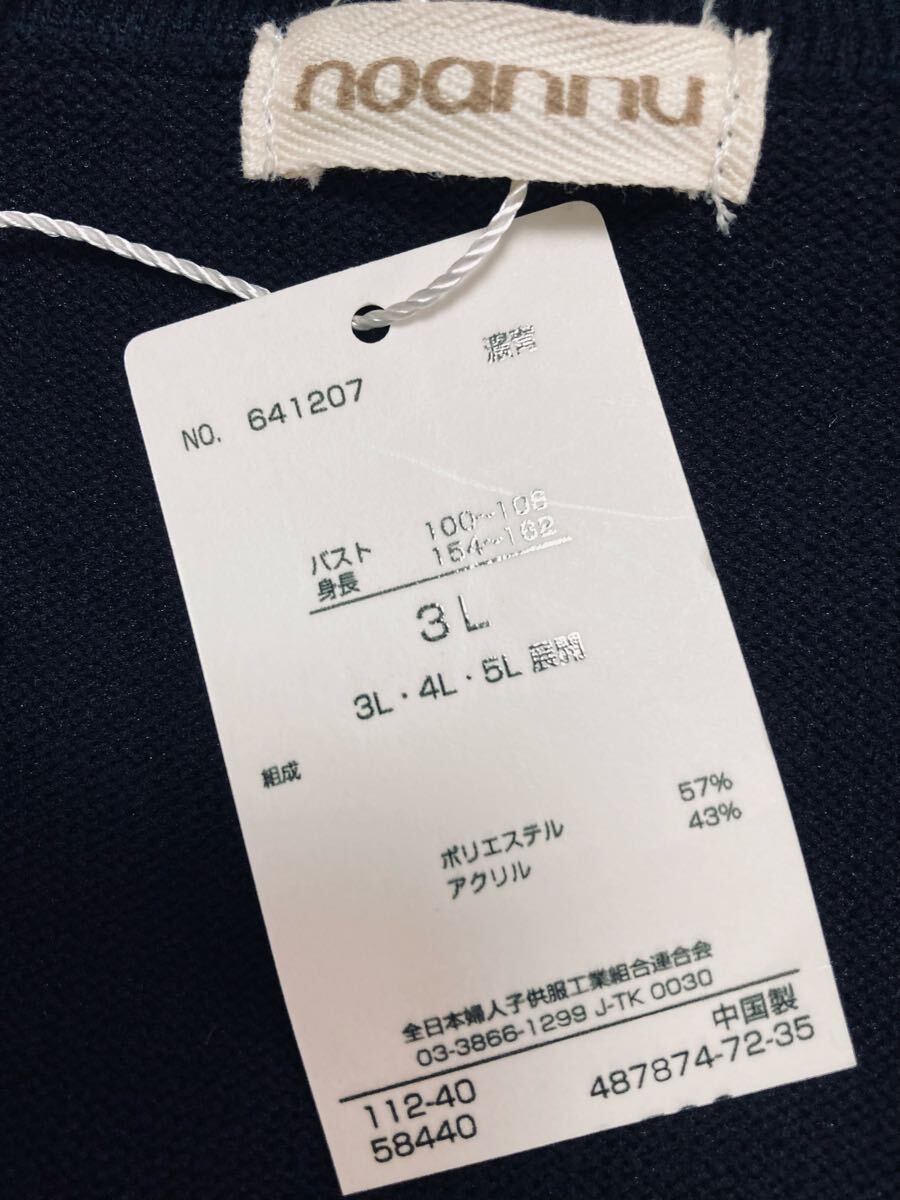 noannu
濃青
NO. 641207
バスト 100〜108
身長 154〜162
3L
3L・4L・5L 展開
組成
ポリエステル 57%
アクリル 43%
全日本婦人子供服工業組合連合会
03-3866-1299 J-TK 0030
中国製
112-40 487874-72-35
58440